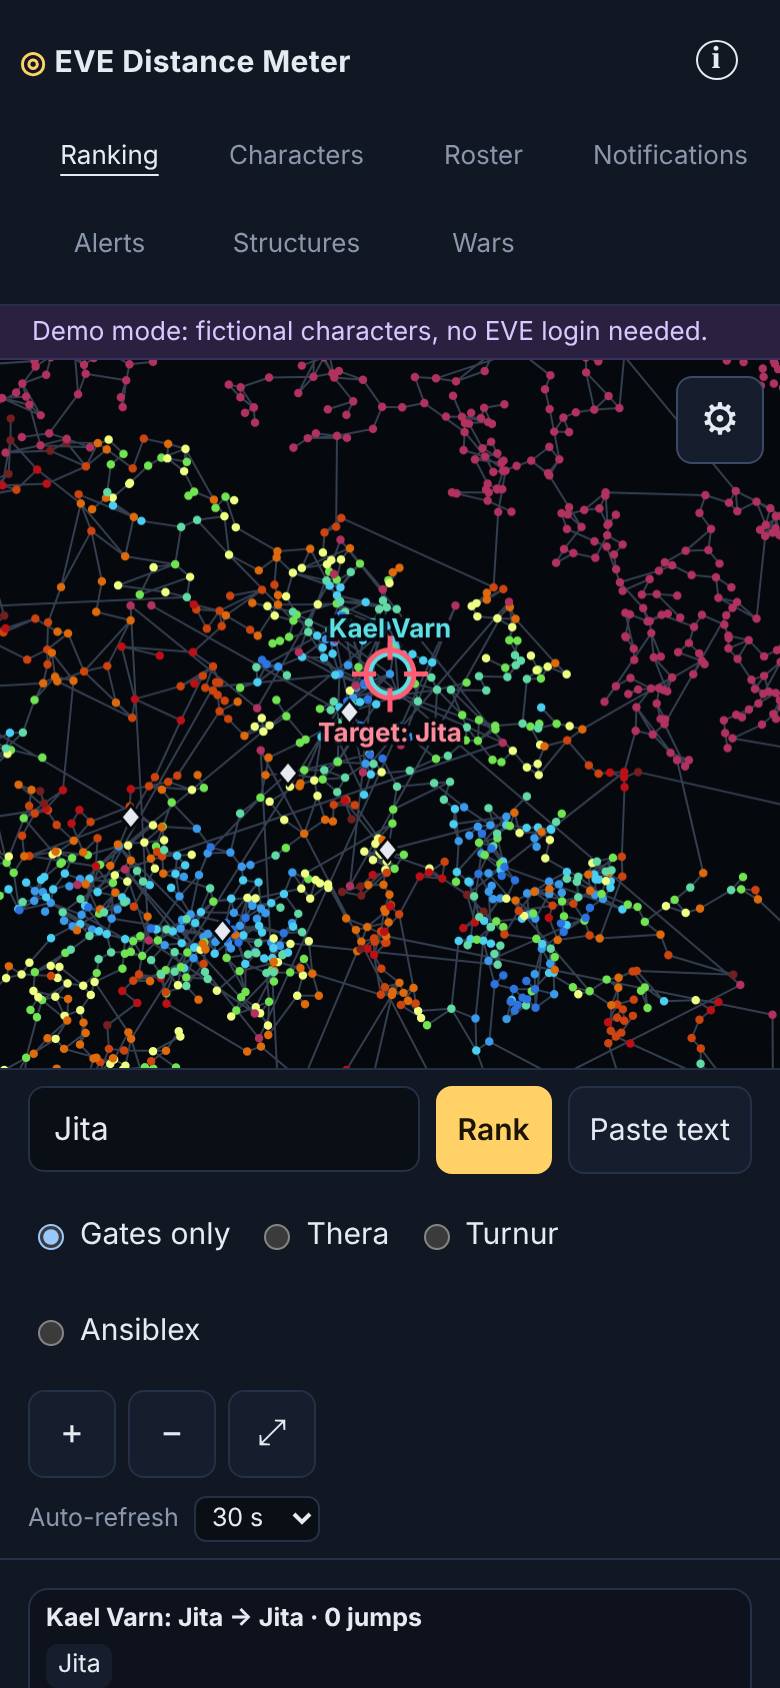 ◎ EVE Distance Meter
i
Ranking Characters Roster Notifications
Alerts Structures Wars
Demo mode: fictional characters, no EVE login needed.
Kael Varn
Target: Jita
Jita Rank Paste text
Gates only Thera Turnur
Ansiblex
+ −
Auto-refresh 30 s
Kael Varn: Jita → Jita · 0 jumps
Jita